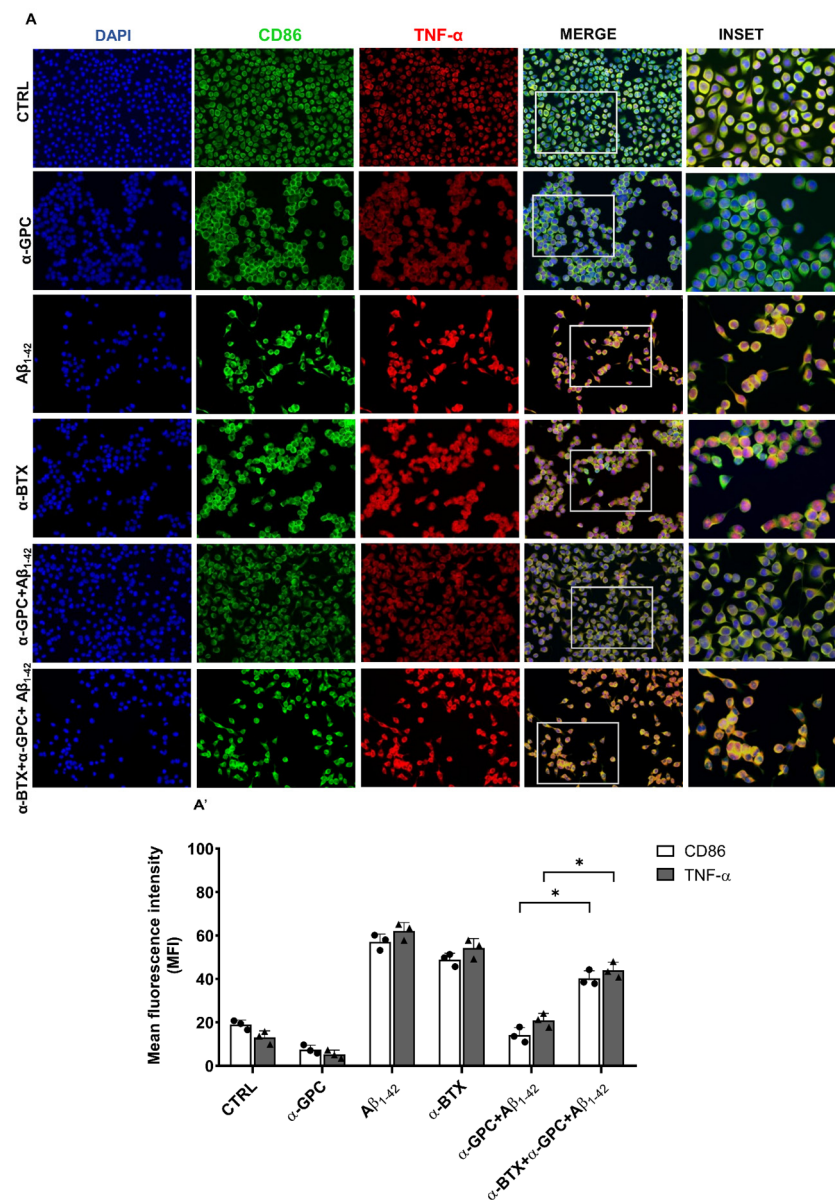 A
DAPI CD86 TNF-α MERGE INSET
CTRL
α-GPC
Aβ1-42
α-BTX
α-GPC+Aβ1-42
α-BTX+α-GPC+ Aβ1-42
A'
Mean fluorescence intensity
(MFI)
100
80
60
40
20
0
* *
CD86
TNF-α
CTRL
α-GPC
Aβ1-42
α-BTX
α-GPC+Aβ1-42
α-BTX+α-GPC+Aβ1-42